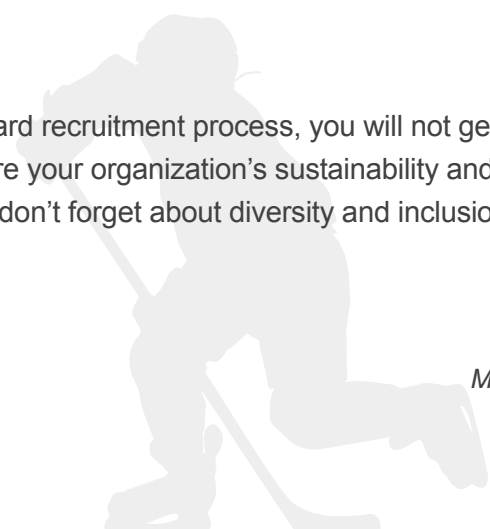 ard recruitment process, you will not ge
re your organization’s sustainability and
don’t forget about diversity and inclusio
M